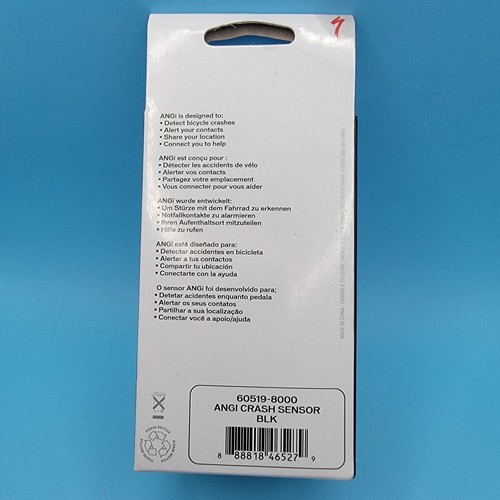 ANGi is designed to:
• Detect bicycle crashes
• Alert your contacts
• Share your location
• Connect you to help
ANGi est conçu pour :
• Détecter les accidents de vélo
• Alerter vos contacts
• Partagez votre emplacement
• Vous connecter pour vous aider
ANGi wurde entwickelt:
• Um Stürze mit dem Fahrrad zu erkennen
• Notfallkontakte zu alarmieren
• Ihren Aufenthaltsort mitzuteilen
• Hilfe zu rufen
ANGi está diseñado para:
• Detectar accidentes en bicicleta
• Alertar a tus contactos
• Compartir tu ubicación
• Conectarte con la ayuda
O sensor ANGi foi desenvolvido para;
• Detetar acidentes enquanto pedala
• Alertar os seus contatos
• Partilhar a sua localização
• Conectar você a apoio/ajuda
60519-8000
ANGI CRASH SENSOR
BLK
8 88818 46527 9